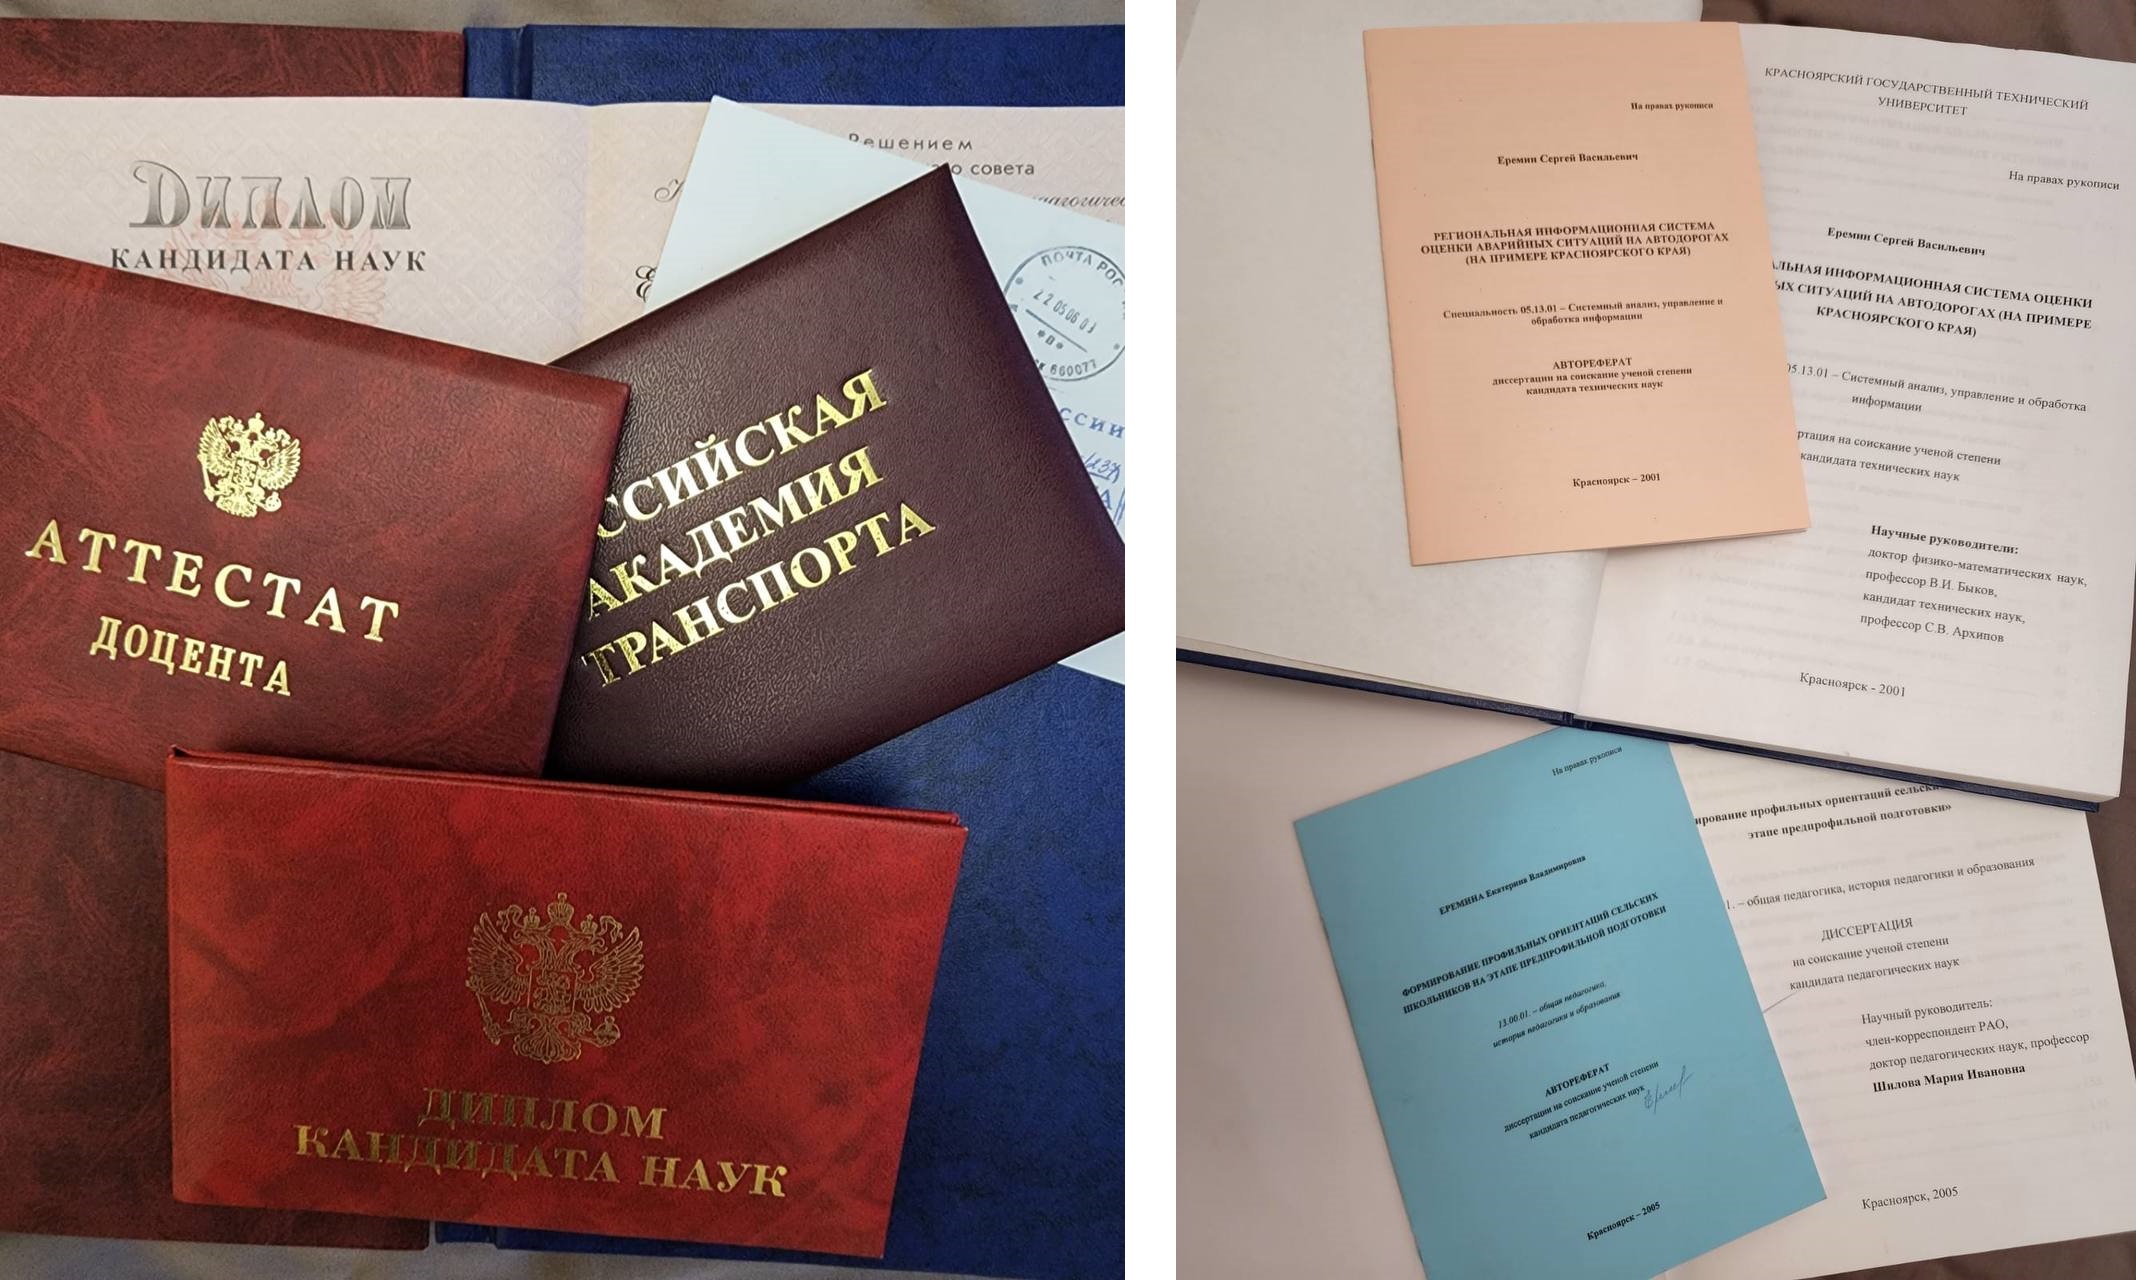 Решением
о совета
Диплом
КАНДИДАТА НАУК
ПОЧТА РОС
22 05 06 03
660077
ССИИ
АТТЕСТАТ
ДОЦЕНТА
ССИЙСКАЯ
АКАДЕМИЯ
ТРАНСПОРТА
ДИПЛОМ
КАНДИДАТА НАУК
На правах рукописи
Еремин Сергей Васильевич
РЕГИОНАЛЬНАЯ ИНФОРМАЦИОННАЯ СИСТЕМА
ОЦЕНКИ АВАРИЙНЫХ СИТУАЦИЙ НА АВТОДОРОГАХ
(НА ПРИМЕРЕ КРАСНОЯРСКОГО КРАЯ)
Специальность 05.13.01 – Системный анализ, управление и
обработка информации
АВТОРЕФЕРАТ
диссертации на соискание ученой степени
кандидата технических наук
Красноярск – 2001
КРАСНОЯРСКИЙ ГОСУДАРСТВЕННЫЙ ТЕХНИЧЕСКИЙ
УНИВЕРСИТЕТ
На правах рукописи
Еремин Сергей Васильевич
АЛЬНАЯ ИНФОРМАЦИОННАЯ СИСТЕМА ОЦЕНКИ
ЫХ СИТУАЦИЙ НА АВТОДОРОГАХ (НА ПРИМЕРЕ
КРАСНОЯРСКОГО КРАЯ)
05.13.01 – Системный анализ, управление и обработка
информации
ртация на соискание ученой степени
кандидата технических наук
Научные руководители:
доктор физико-математических наук,
профессор В.И. Быков,
кандидат технических наук,
профессор С.В. Архипов
Красноярск - 2001
На правах рукописи
ЕРЕМИНА Екатерина Владимировна
ФОРМИРОВАНИЕ ПРОФИЛЬНЫХ ОРИЕНТАЦИЙ СЕЛЬСКИХ
ШКОЛЬНИКОВ НА ЭТАПЕ ПРЕДПРОФИЛЬНОЙ ПОДГОТОВКИ
13.00.01. – общая педагогика,
история педагогики и образования
АВТОРЕФЕРАТ
диссертации на соискание ученой степени
кандидата педагогических наук
Красноярск – 2005
ирование профильных ориентаций сельск
этапе предпрофильной подготовки»
1. – общая педагогика, история педагогики и образования
ДИССЕРТАЦИЯ
на соискание ученой степени
кандидата педагогических наук
Научный руководитель:
член-корреспондент РАО,
доктор педагогических наук, профессор
Шилова Мария Ивановна
Красноярск, 2005